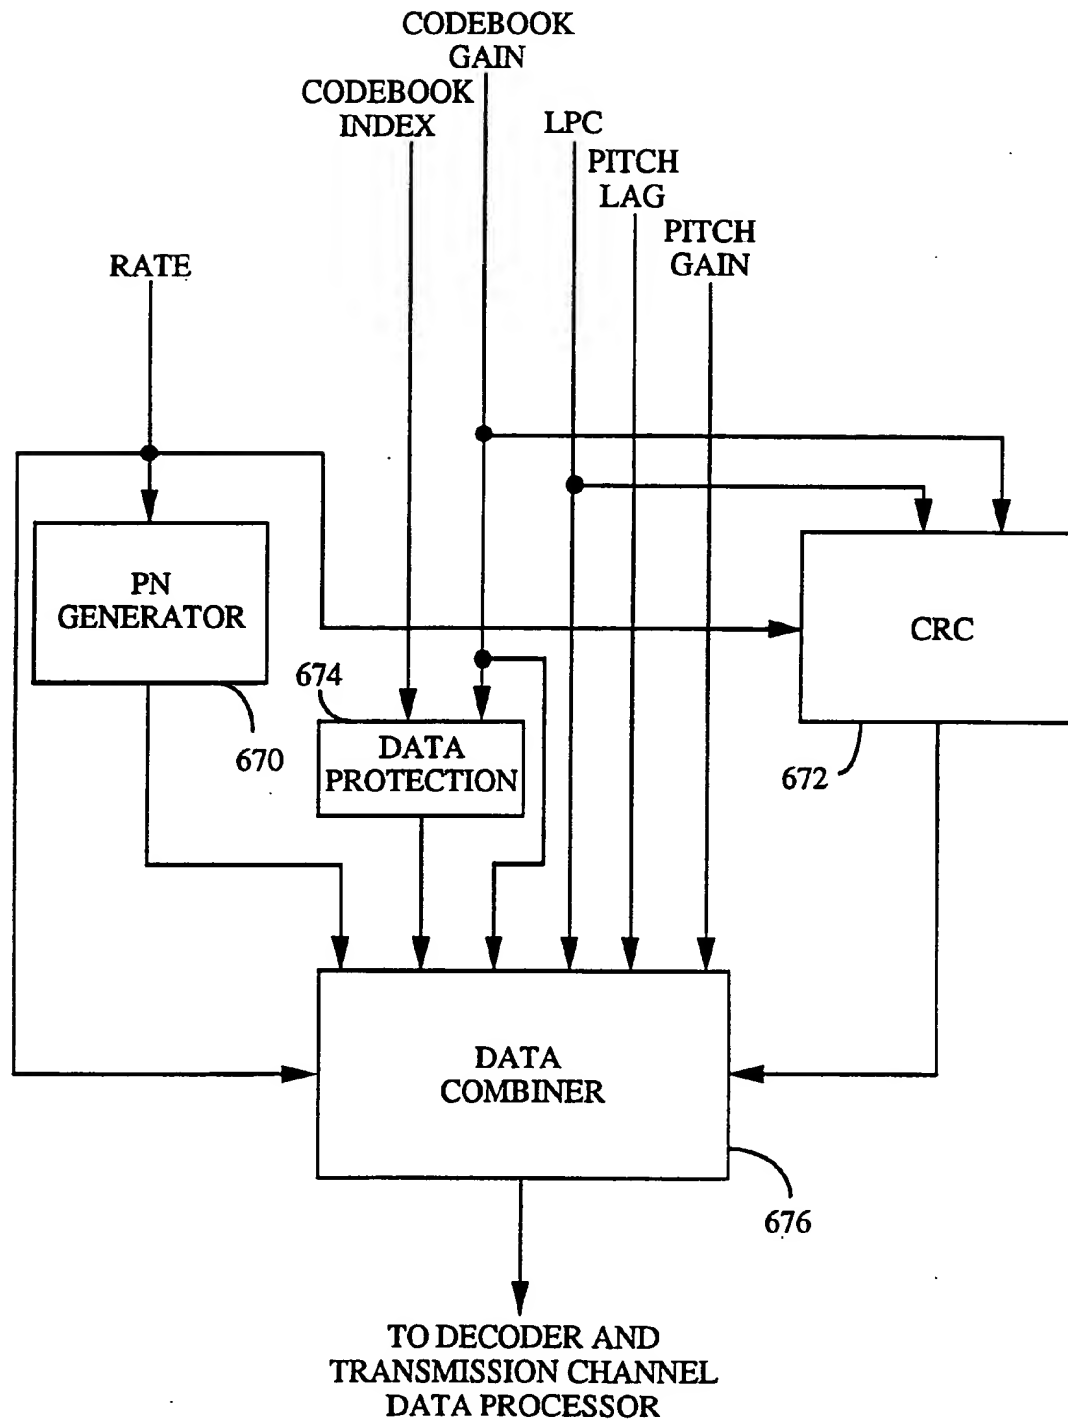 CODEBOOK
GAIN
CODEBOOK
INDEX
LPC
PITCH
LAG
PITCH
GAIN
RATE
PN
GENERATOR
CRC
674
670
DATA
PROTECTION
672
DATA
COMBINER
676
TO DECODER AND
TRANSMISSION CHANNEL
DATA PROCESSOR